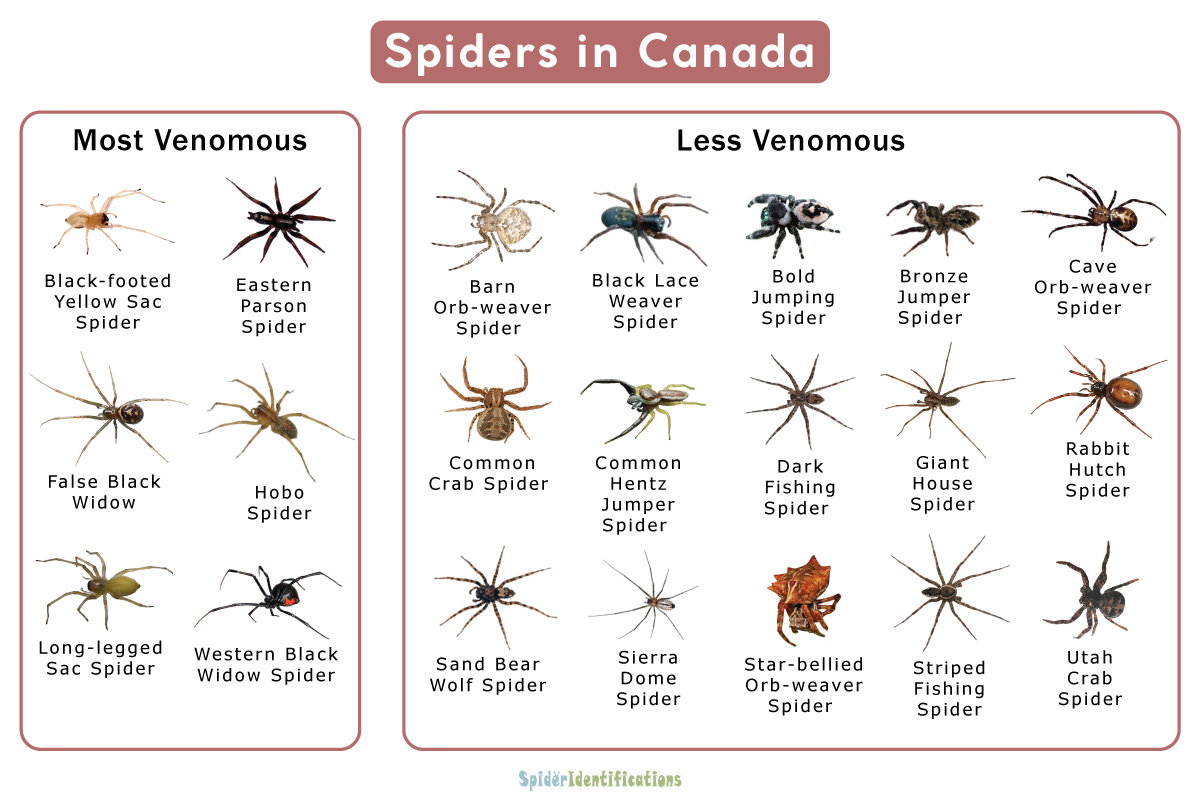 Spiders in Canada
Most Venomous
Black-footed
Yellow Sac
Spider
Eastern
Parson
Spider
False Black
Widow
Hobo
Spider
Long-legged
Sac Spider
Western Black
Widow Spider
Less Venomous
Barn
Orb-weaver
Spider
Black Lace
Weaver
Spider
Bold
Jumping
Spider
Bronze
Jumper
Spider
Cave
Orb-weaver
Spider
Common
Crab Spider
Common
Hentz
Jumper
Spider
Dark
Fishing
Spider
Giant
House
Spider
Rabbit
Hutch
Spider
Sand Bear
Wolf Spider
Sierra
Dome
Spider
Star-bellied
Orb-weaver
Spider
Striped
Fishing
Spider
Utah
Crab
Spider
SpiderIdentifications